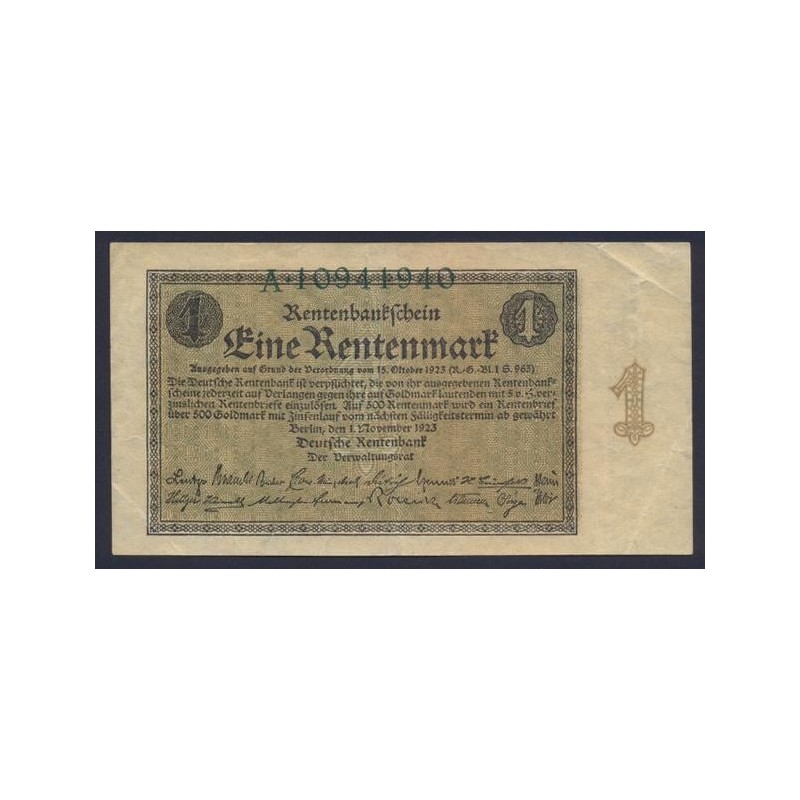 A·10941940
1 Rentenbankschein 1
Eine Rentenmark
Ausgegeben auf Grund der Verordnung vom 15. Oktober 1923 (R.-G.-Bl. I S. 963)
Die Deutsche Rentenbank ist verpflichtet, die von ihr ausgegebenen Rentenbank-
scheine jederzeit auf Verlangen gegen ihre auf Goldmark lautenden mit 5 v. H. ver-
zinslichen Rentenbriefe einzulösen. Auf 500 Rentenmark wird ein Rentenbrief
über 500 Goldmark mit Zinsenlauf vom nächsten Fälligkeitstermin ab gewährt
Berlin, den 1. November 1923
Deutsche Rentenbank
Der Verwaltungsrat
1